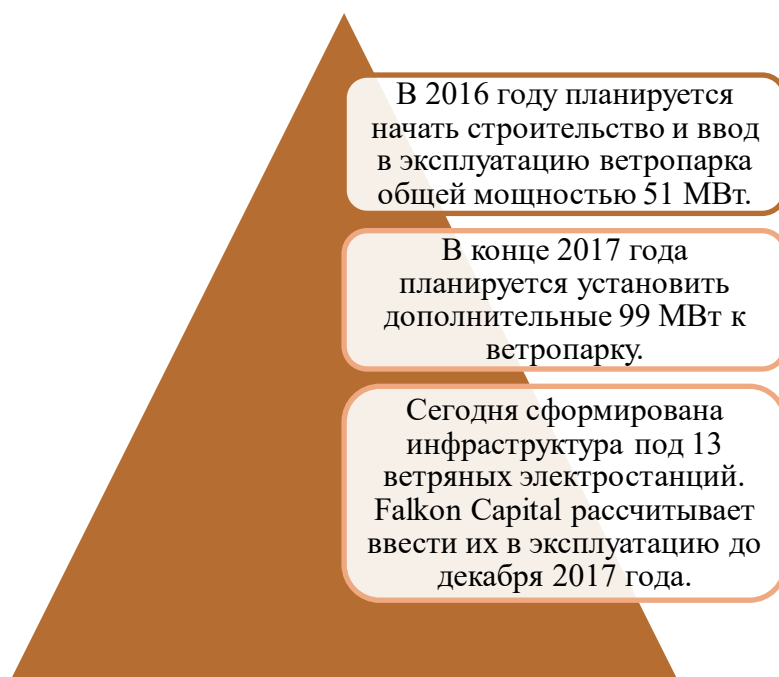 В 2016 году планируется
начать строительство и ввод
в эксплуатацию ветропарка
общей мощностью 51 МВт.
В конце 2017 года
планируется установить
дополнительные 99 МВт к
ветропарку.
Сегодня сформирована
инфраструктура под 13
ветряных электростанций.
Falkon Capital рассчитывает
ввести их в эксплуатацию до
декабря 2017 года.